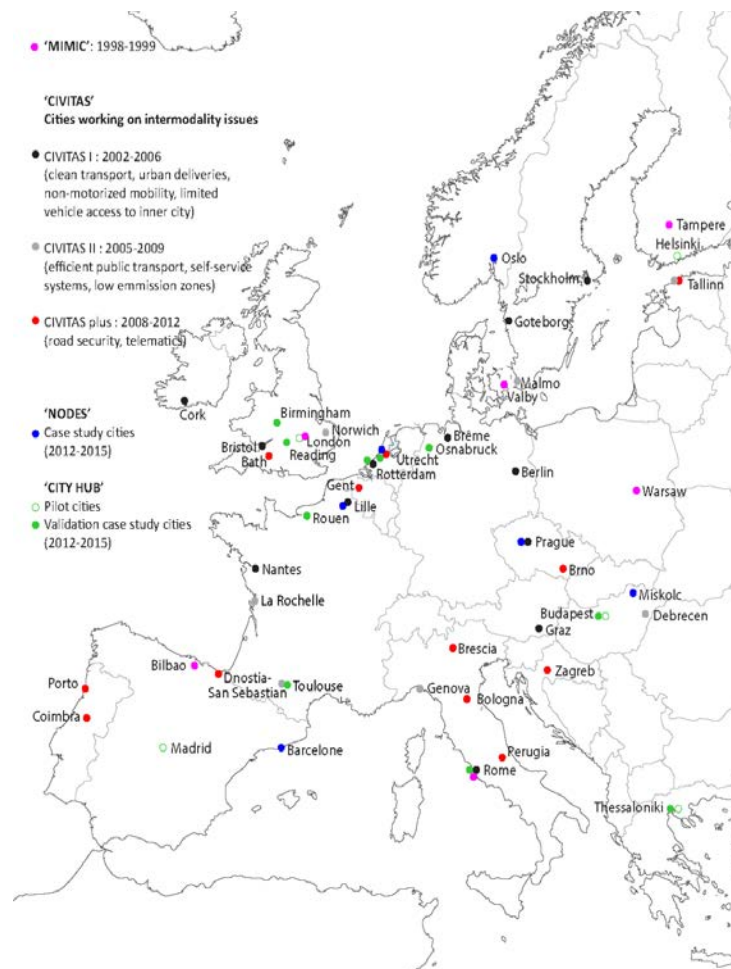 'MIMIC': 1998-1999
'CIVITAS'
Cities working on intermodality issues
CIVITAS I : 2002-2006
(clean transport, urban deliveries,
non-motorized mobility, limited
vehicle access to inner city)
CIVITAS II : 2005-2009
(efficient public transport, self-service
systems, low emmission zones)
CIVITAS plus : 2008-2012
(road security, telematics)
'NODES'
Case study cities
(2012-2015)
'CITY HUB'
Pilot cities
Validation case study cities
(2012-2015)
Tampere
Helsinki
Oslo
Stockholm
Tallinn
Goteborg
Malmo
Valby
Cork
Birmingham
Norwich
London
Bristol
Reading
Bath
Brême
Osnabruck
Utrecht
Rotterdam
Berlin
Gent
Lille
Warsaw
Rouen
Prague
Brno
Nantes
Miskolc
La Rochelle
Budapest
Debrecen
Graz
Brescia
Bilbao
Zagreb
Dnostia-
San Sebastian
Toulouse
Porto
Genova
Bologna
Coimbra
Madrid
Barcelone
Perugia
Rome
Thessaloniki